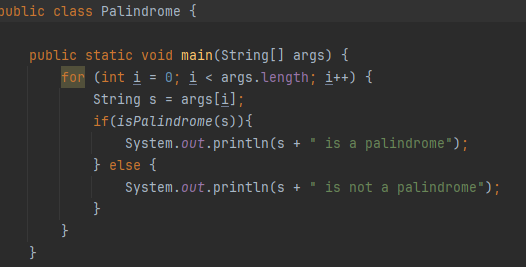 public class Palindrome {
public static void main(String[] args) {
for (int i = 0; i < args.length; i++) {
String s = args[i];
if(isPalindrome(s)){
System.out.println(s + " is a palindrome");
} else {
System.out.println(s + " is not a palindrome");
}
}
}